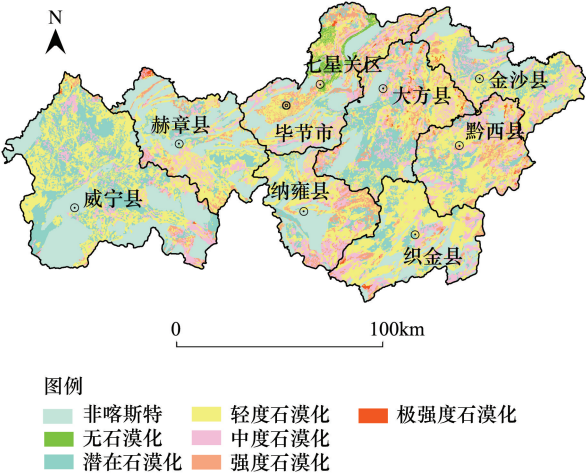 N
七星关区
金沙县
大方县
赫章县
毕节市
黔西县
威宁县
纳雍县
织金县
0 100km
图例
非喀斯特 轻度石漠化 极强度石漠化
无石漠化 中度石漠化
潜在石漠化 强度石漠化